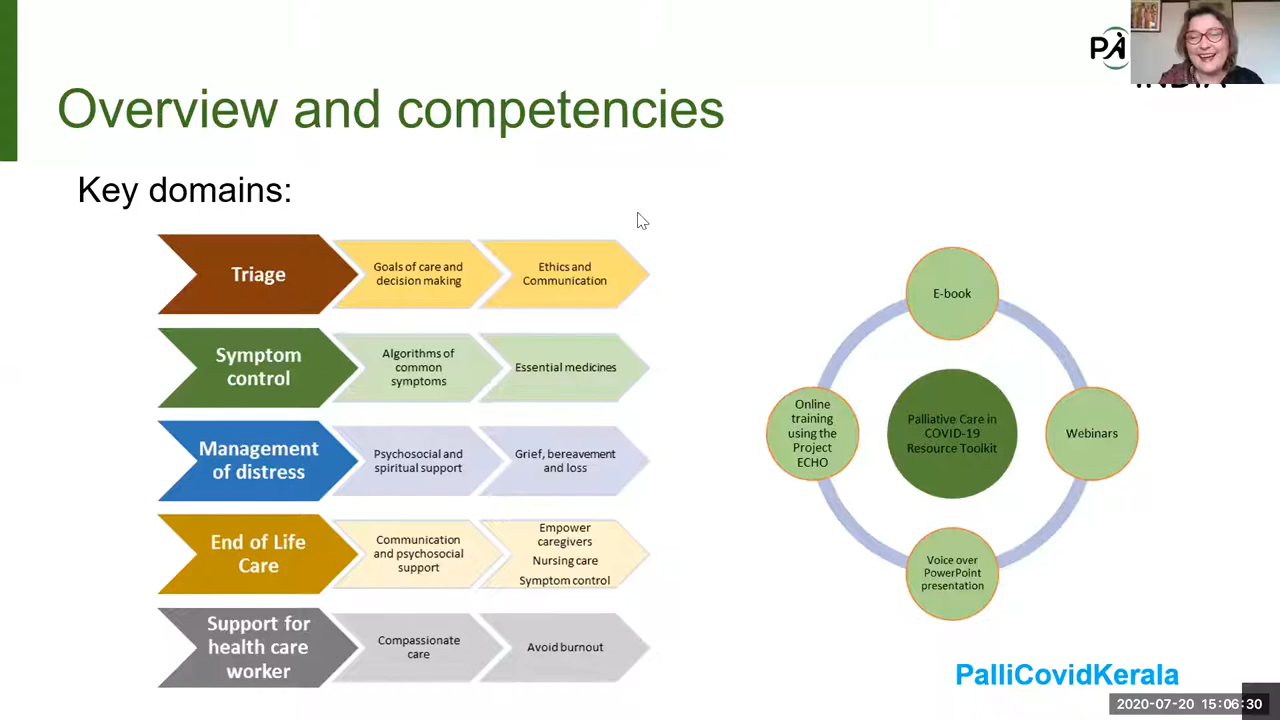 PA
INDIA
Overview and competencies
Key domains:
Triage
Goals of care and
decision making
Ethics and
Communication
Symptom
control
Algorithms of
common
symptoms
Essential medicines
Management
of distress
Psychosocial and
spiritual support
Grief, bereavement
and loss
End of Life
Care
Communication
and psychosocial
support
Empower
caregivers
Nursing care
Symptom control
Support for
health care
worker
Compassionate
care
Avoid burnout
E-book
Online
training
using the
Project
ECHO
Palliative Care in
COVID-19
Resource Toolkit
Webinars
Voice over
PowerPoint
presentation
PalliCovidKerala
2020-07-20 15:06:30